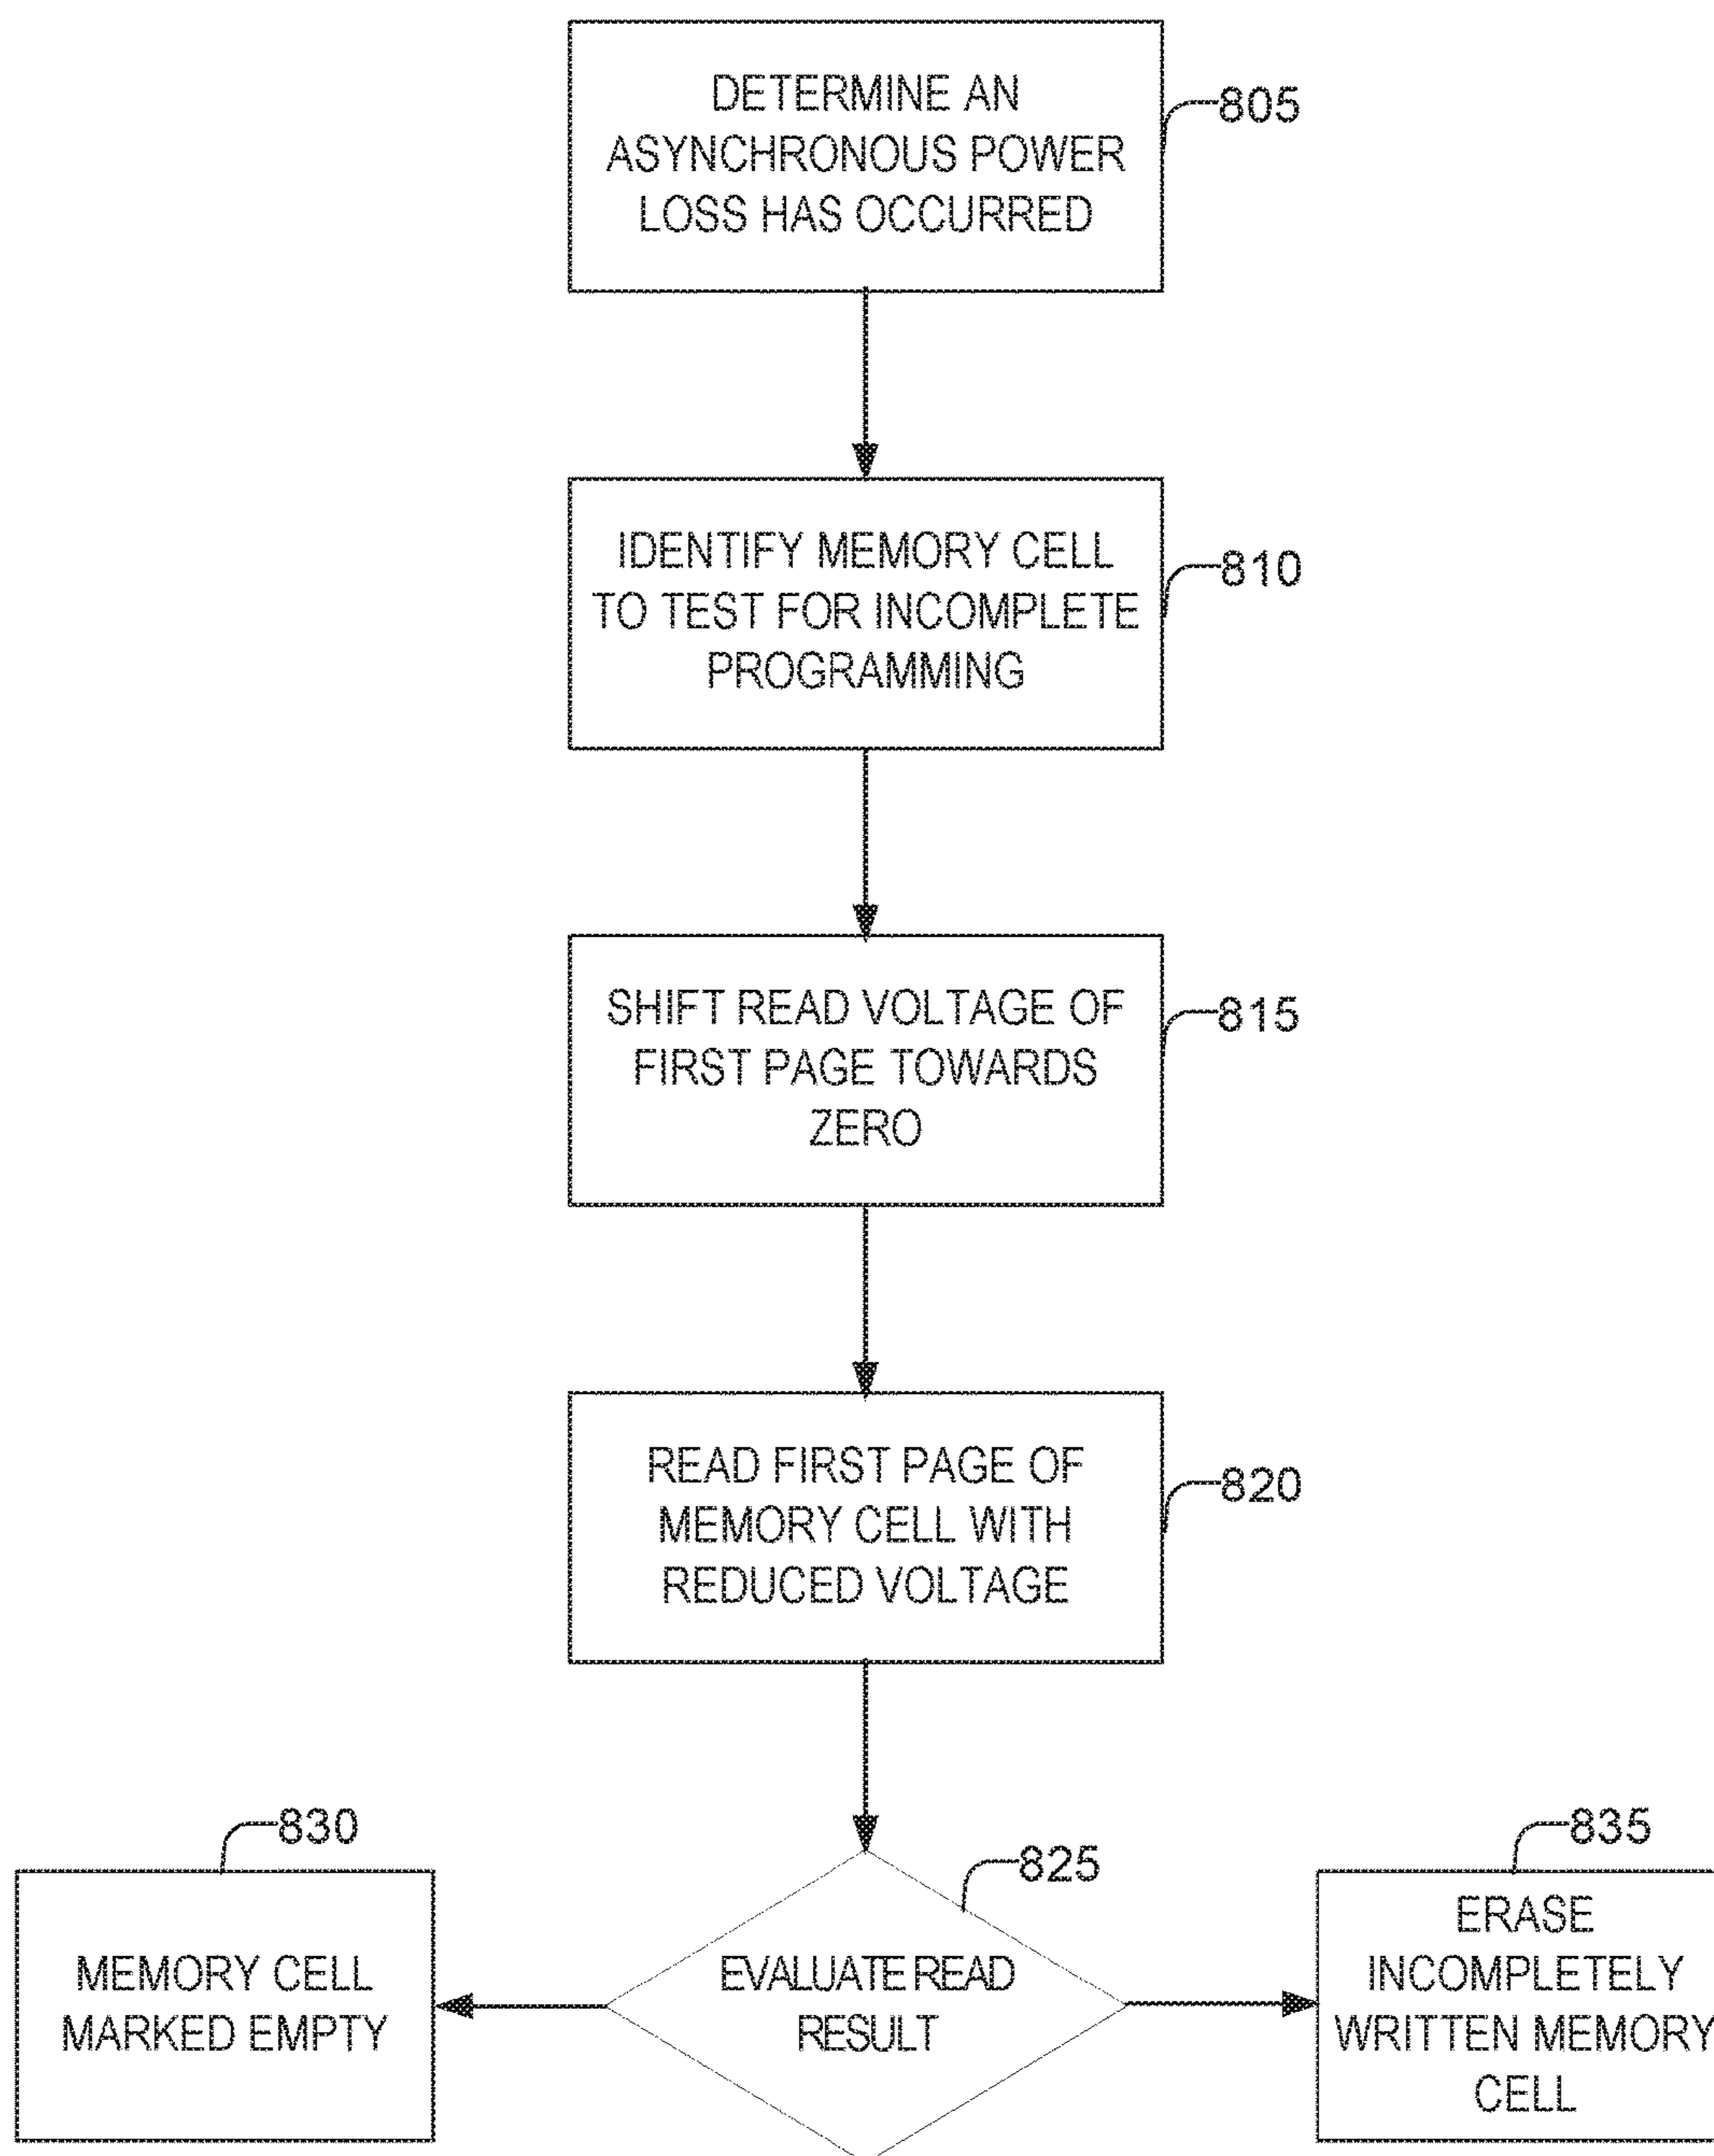 DETERMINE AN
ASYNCHRONOUS POWER
LOSS HAS OCCURRED
805
IDENTIFY MEMORY CELL
TO TEST FOR INCOMPLETE
PROGRAMMING
810
SHIFT READ VOLTAGE OF
FIRST PAGE TOWARDS
ZERO
815
READ FIRST PAGE OF
MEMORY CELL WITH
REDUCED VOLTAGE
820
830
MEMORY CELL
MARKED EMPTY
825
EVALUATE READ
RESULT
835
ERASE
INCOMPLETELY
WRITTEN MEMORY
CELL